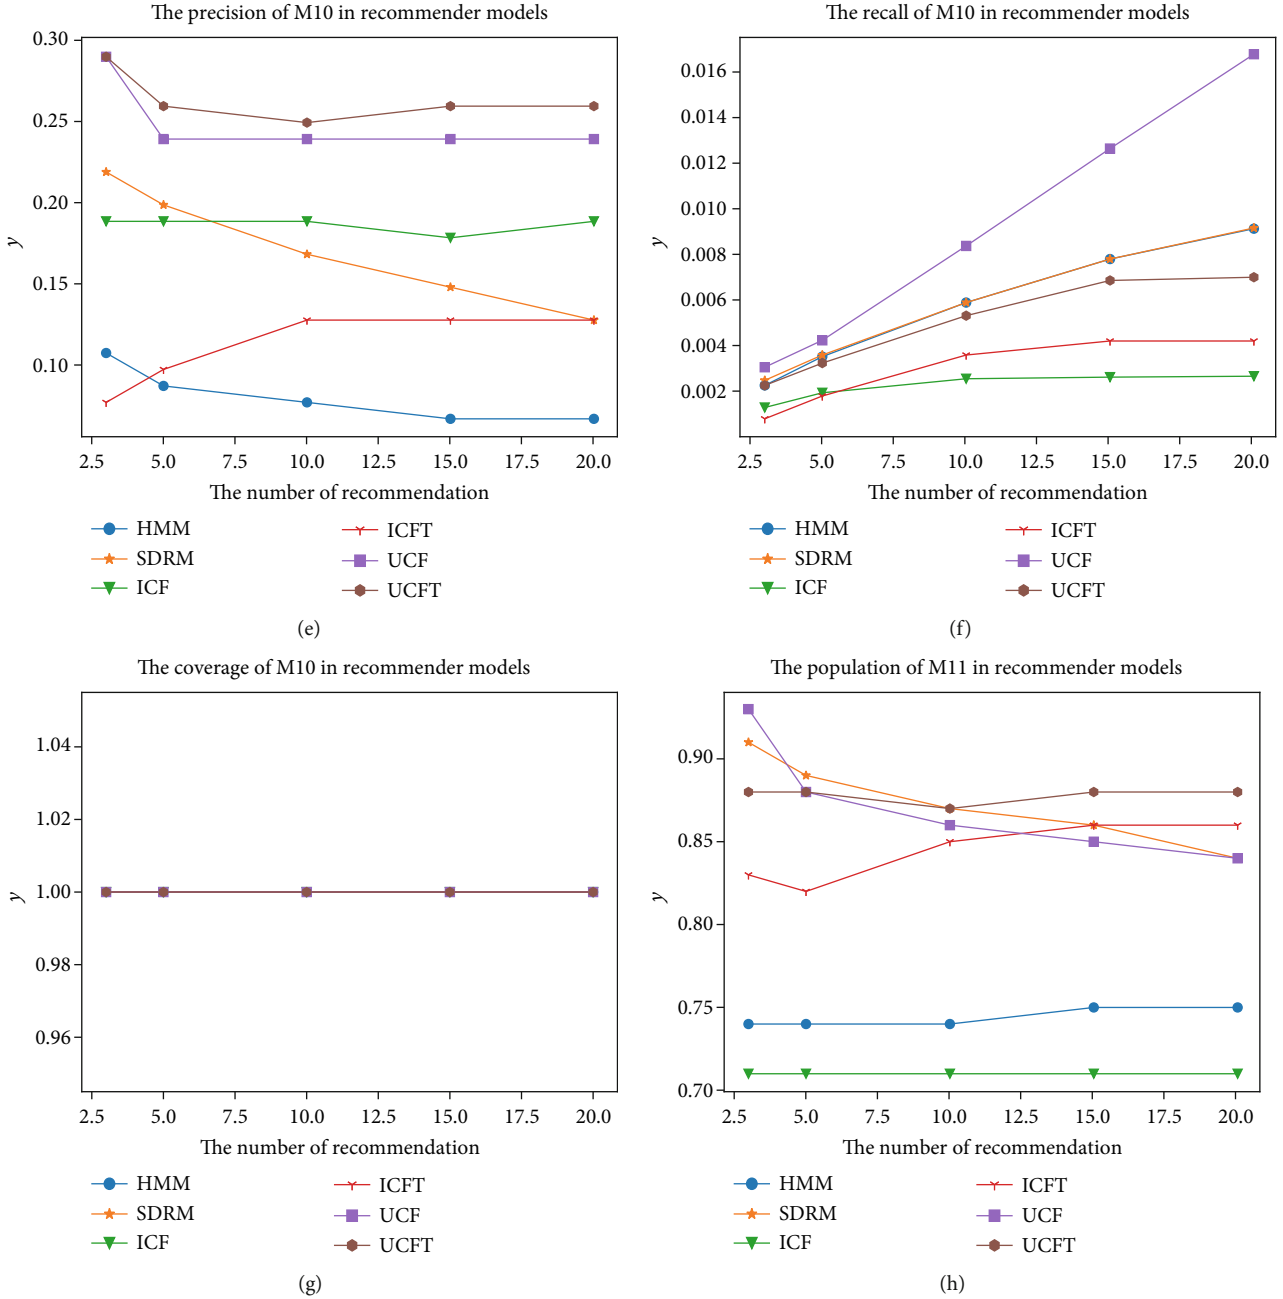 The precision of M10 in recommender models
0.30
0.25
0.20
0.15
0.10
y
2.5 5.0 7.5 10.0 12.5 15.0 17.5 20.0
The number of recommendation
HMM ICFT
SDRM UCF
ICF UCFT
(e)
The recall of M10 in recommender models
0.016
0.014
0.012
0.010
0.008
0.006
0.004
0.002
y
2.5 5.0 7.5 10.0 12.5 15.0 17.5 20.0
The number of recommendation
HMM ICFT
SDRM UCF
ICF UCFT
(f)
The coverage of M10 in recommender models
1.04
1.02
1.00
0.98
0.96
y
2.5 5.0 7.5 10.0 12.5 15.0 17.5 20.0
The number of recommendation
HMM ICFT
SDRM UCF
ICF UCFT
(g)
The population of M11 in recommender models
0.90
0.85
0.80
0.75
0.70
y
2.5 5.0 7.5 10.0 12.5 15.0 17.5 20.0
The number of recommendation
HMM ICFT
SDRM UCF
ICF UCFT
(h)